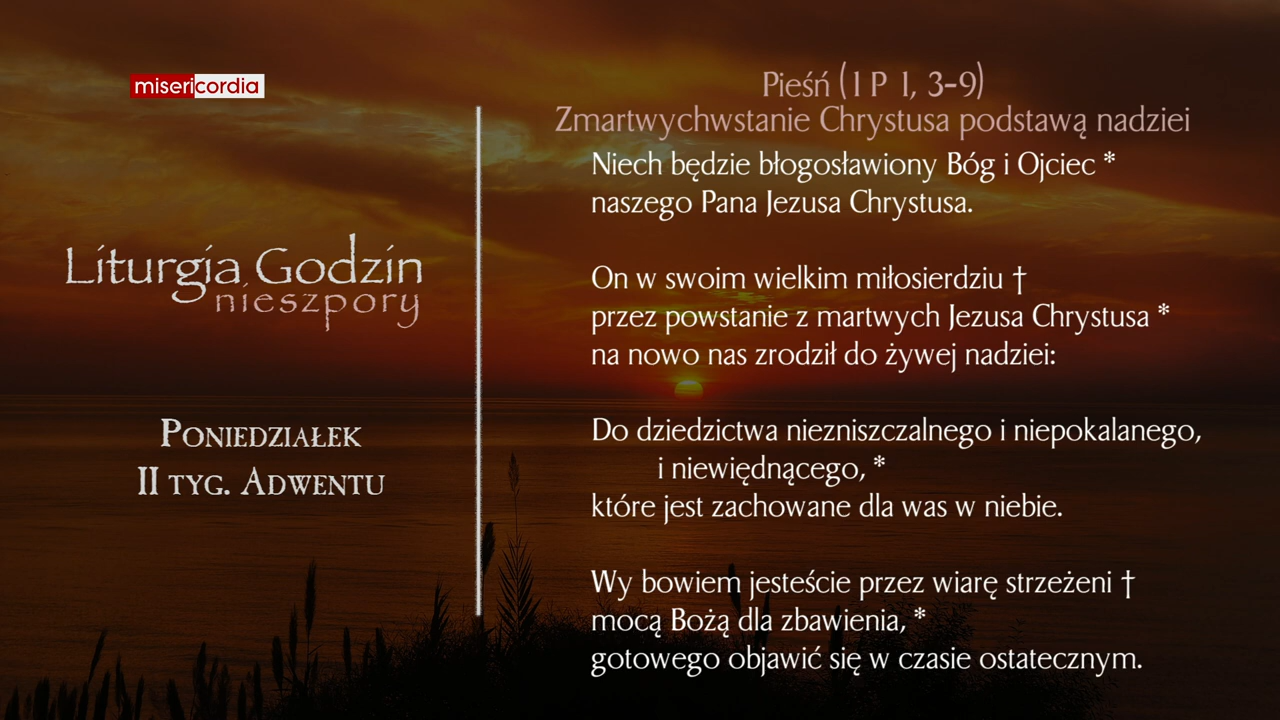 misericordia
Liturgia Godzin
nieszpory
Poniedziałek
II tyg. Adwentu
Pieśń (1 P 1, 3-9)
Zmartwychwstanie Chrystusa podstawą nadziei
Niech będzie błogosławiony Bóg i Ojciec *
naszego Pana Jezusa Chrystusa.
On w swoim wielkim miłosierdziu †
przez powstanie z martwych Jezusa Chrystusa *
na nowo nas zrodził do żywej nadziei:
Do dziedzictwa niezniszczalnego i niepokalanego,
i niewiędnącego, *
które jest zachowane dla was w niebie.
Wy bowiem jesteście przez wiarę strzeżeni †
mocą Bożą dla zbawienia, *
gotowego objawić się w czasie ostatecznym.